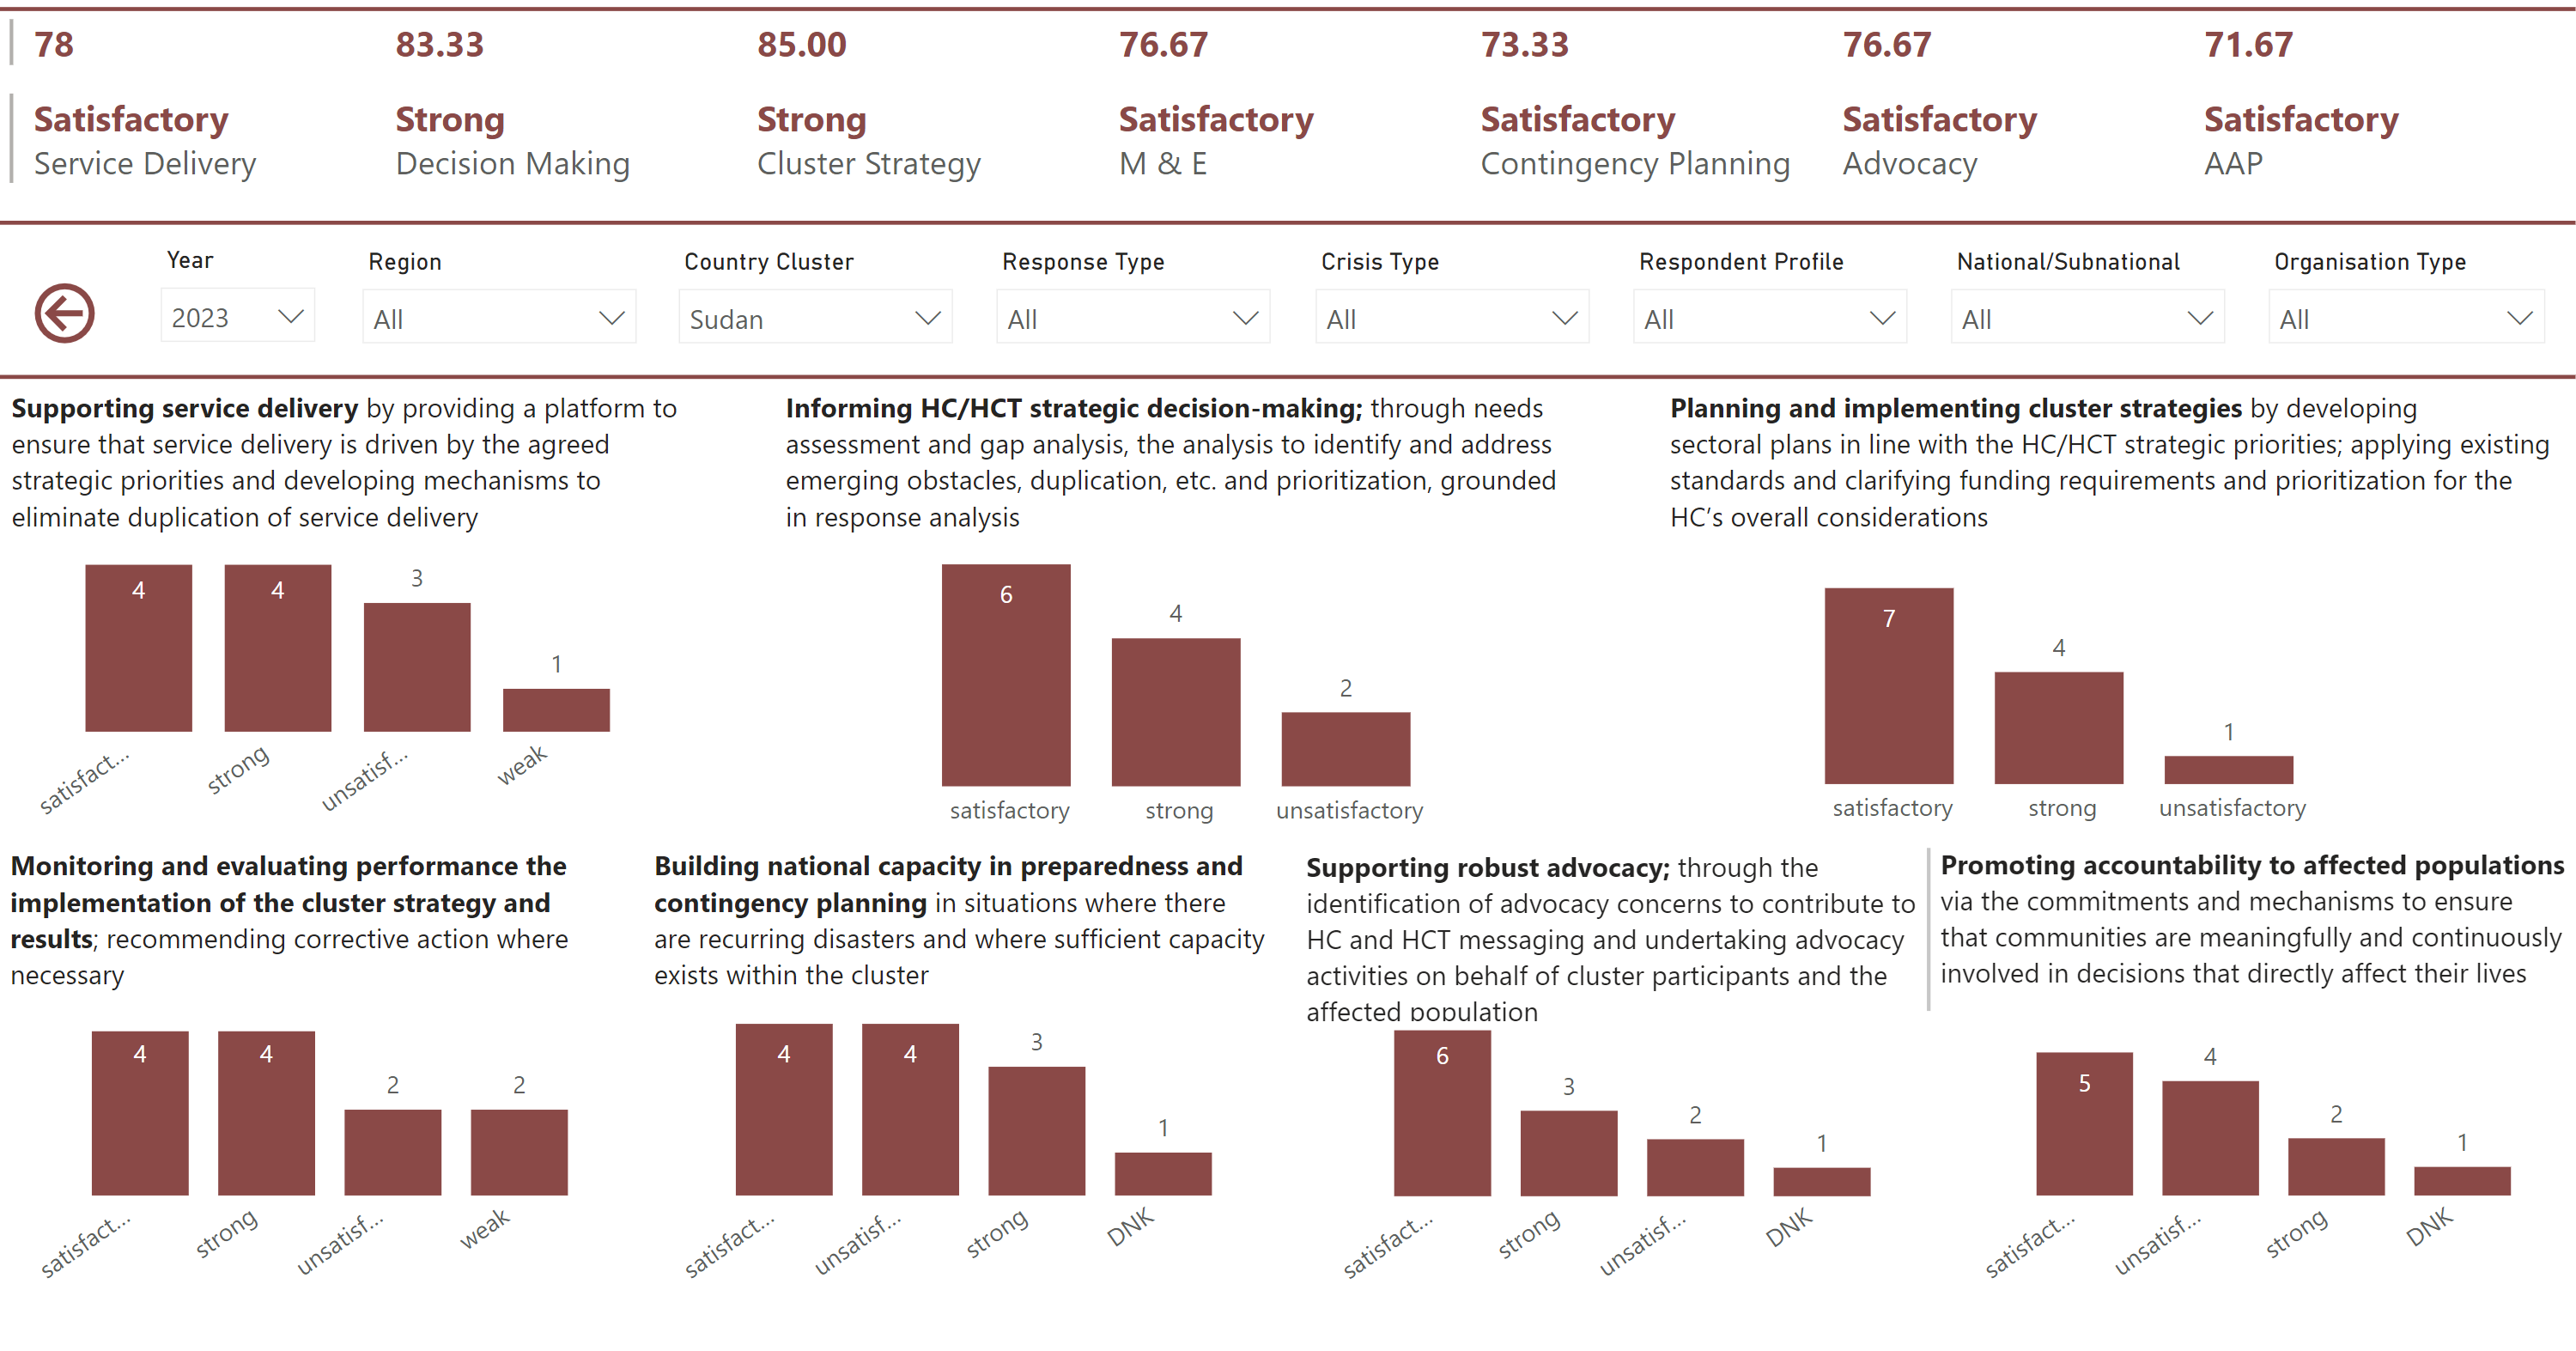 78
83.33
85.00
76.67
73.33
76.67
71.67
Satisfactory
Service Delivery
Strong
Decision Making
Strong
Cluster Strategy
Satisfactory
M & E
Satisfactory
Contingency Planning
Satisfactory
Advocacy
Satisfactory
AAP
Year
2023
Region
All
Country Cluster
Sudan
Response Type
All
Crisis Type
All
Respondent Profile
All
National/Subnational
All
Organisation Type
All
Supporting service delivery by providing a platform to
ensure that service delivery is driven by the agreed
strategic priorities and developing mechanisms to
eliminate duplication of service delivery
4
4
3
1
satisfact...
strong
unsatisf...
weak
Informing HC/HCT strategic decision-making; through needs
assessment and gap analysis, the analysis to identify and address
emerging obstacles, duplication, etc. and prioritization, grounded
in response analysis
6
4
2
satisfactory
strong
unsatisfactory
Planning and implementing cluster strategies by developing
sectoral plans in line with the HC/HCT strategic priorities; applying existing
standards and clarifying funding requirements and prioritization for the
HC’s overall considerations
7
4
1
satisfactory
strong
unsatisfactory
Monitoring and evaluating performance the
implementation of the cluster strategy and
results; recommending corrective action where
necessary
4
4
2
2
satisfact...
strong
unsatisf...
weak
Building national capacity in preparedness and
contingency planning in situations where there
are recurring disasters and where sufficient capacity
exists within the cluster
4
4
3
1
satisfact...
unsatisf...
strong
DNK
Supporting robust advocacy; through the
identification of advocacy concerns to contribute to
HC and HCT messaging and undertaking advocacy
activities on behalf of cluster participants and the
affected population
6
3
2
1
satisfact...
strong
unsatisf...
DNK
Promoting accountability to affected populations
via the commitments and mechanisms to ensure
that communities are meaningfully and continuously
involved in decisions that directly affect their lives
5
4
2
1
satisfact...
unsatisf...
strong
DNK